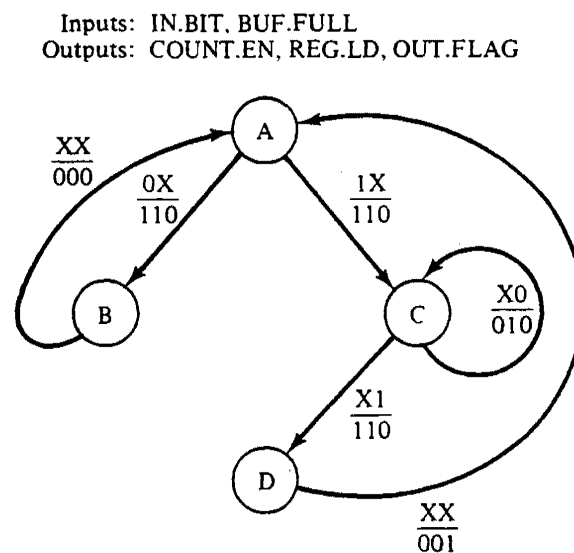 Inputs: IN.BIT, BUF.FULL
Outputs: COUNT.EN, REG.LD, OUT.FLAG
A
XX
000
0X
110
1X
110
B
C
X0
010
X1
110
D
XX
001